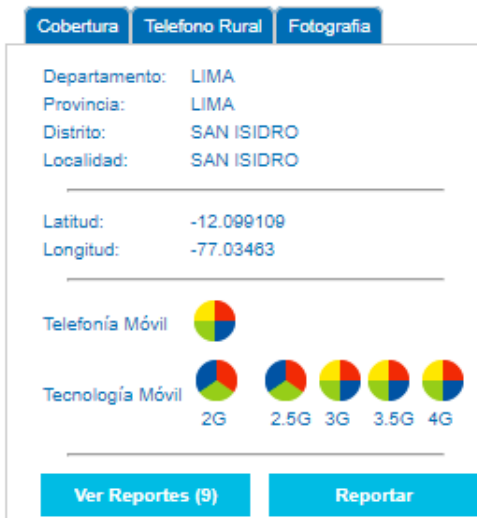 Cobertura Telefono Rural Fotografia
Departamento: LIMA
Provincia: LIMA
Distrito: SAN ISIDRO
Localidad: SAN ISIDRO
Latitud: -12.099109
Longitud: -77.03463
Telefonía Móvil
Tecnología Móvil
2G 2.5G 3G 3.5G 4G
Ver Reportes (9) Reportar